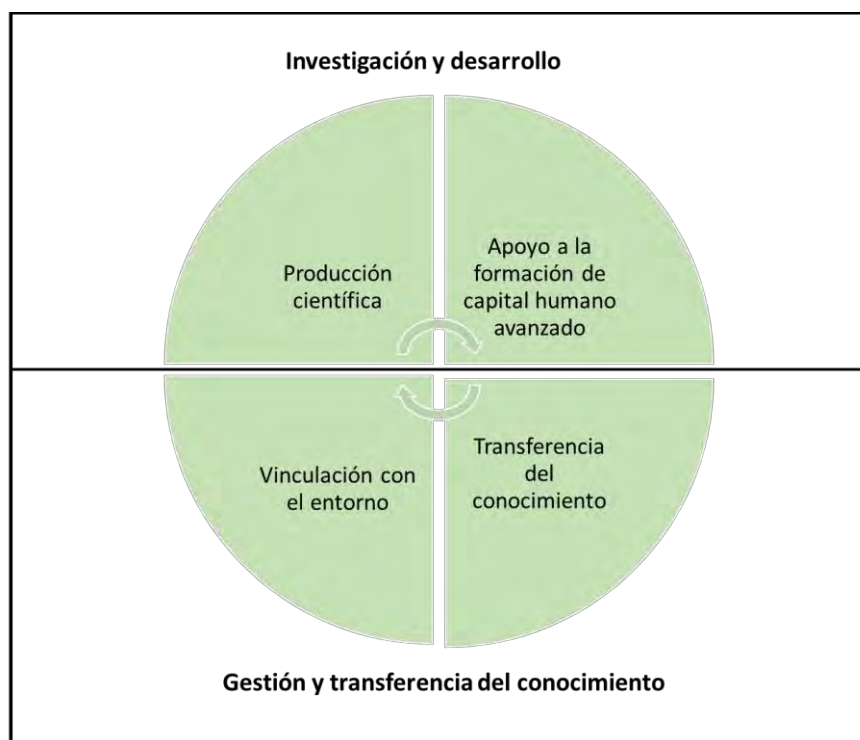 Investigación y desarrollo
Producción
científica
Apoyo a la
formación de
capital humano
avanzado
Vinculación con
el entorno
Transferencia
del
conocimiento
Gestión y transferencia del conocimiento